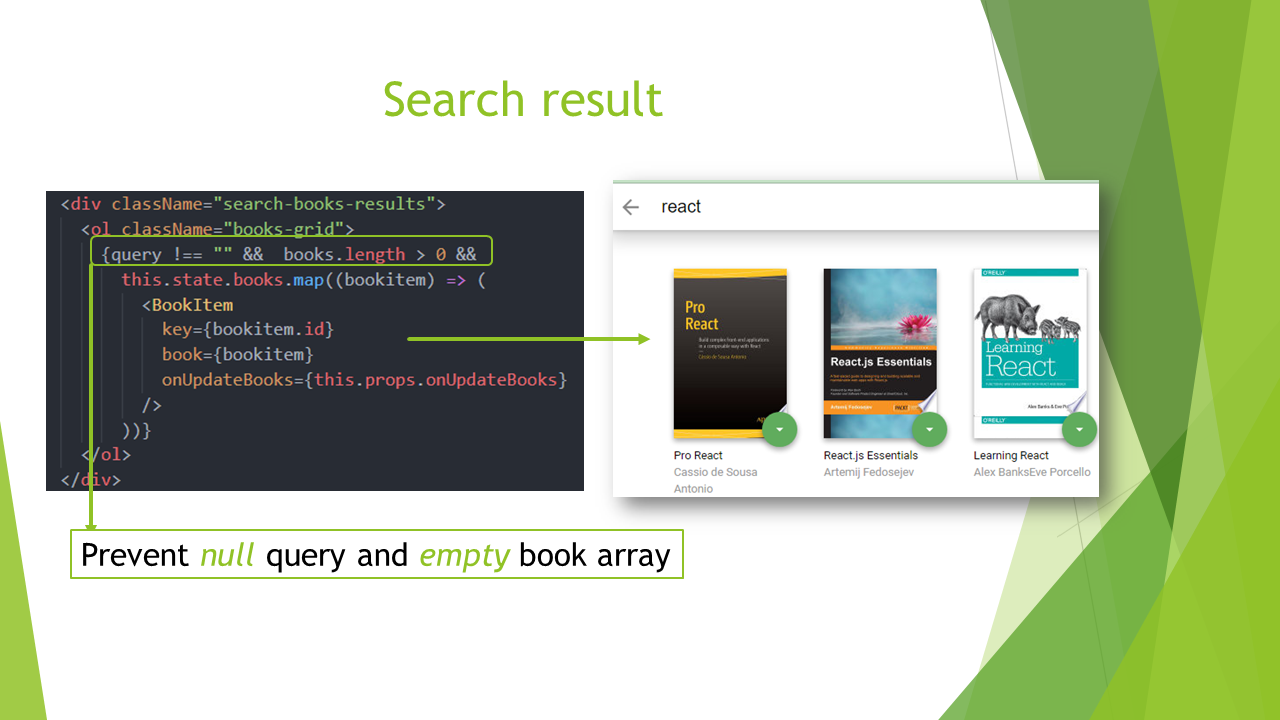 Search result
<div className="search-books-results">
<ol className="books-grid">
{query !== "" &&  books.length > 0 &&
this.state.books.map((bookitem) => (
<BookItem
key={bookitem.id}
book={bookitem}
onUpdateBooks={this.props.onUpdateBooks}
/>
))}
</ol>
</div>
react
Pro
React
Build complex front-end applications
in a composable way with React
Cassio de Sousa Antonio
React.js Essentials
Artemij Fedosejev
PACKT
O'REILLY
Learning
React
Alex Banks & Eve
O'REILLY
Pro React
Cassio de Sousa
Antonio
React.js Essentials
Artemij Fedosejev
Learning React
Alex BanksEve Porcello
Prevent null query and empty book array